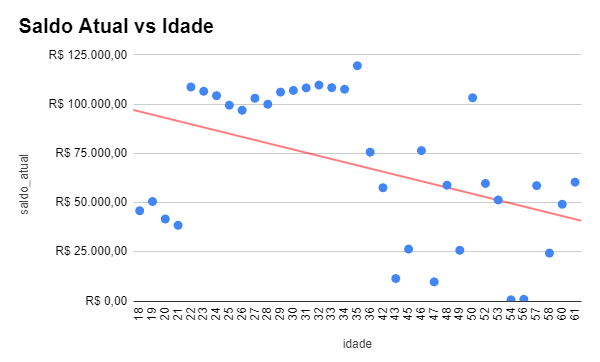 Saldo Atual vs Idade
R$ 125.000,00
R$ 100.000,00
R$ 75.000,00
R$ 50.000,00
R$ 25.000,00
R$ 0,00
saldo_atual
18 19 20 21 22 23 24 25 26 27 28 29 30 31 32 33 34 35 36 42 43 45 46 47 48 49 50 52 53 54 56 57 58 60 61
idade